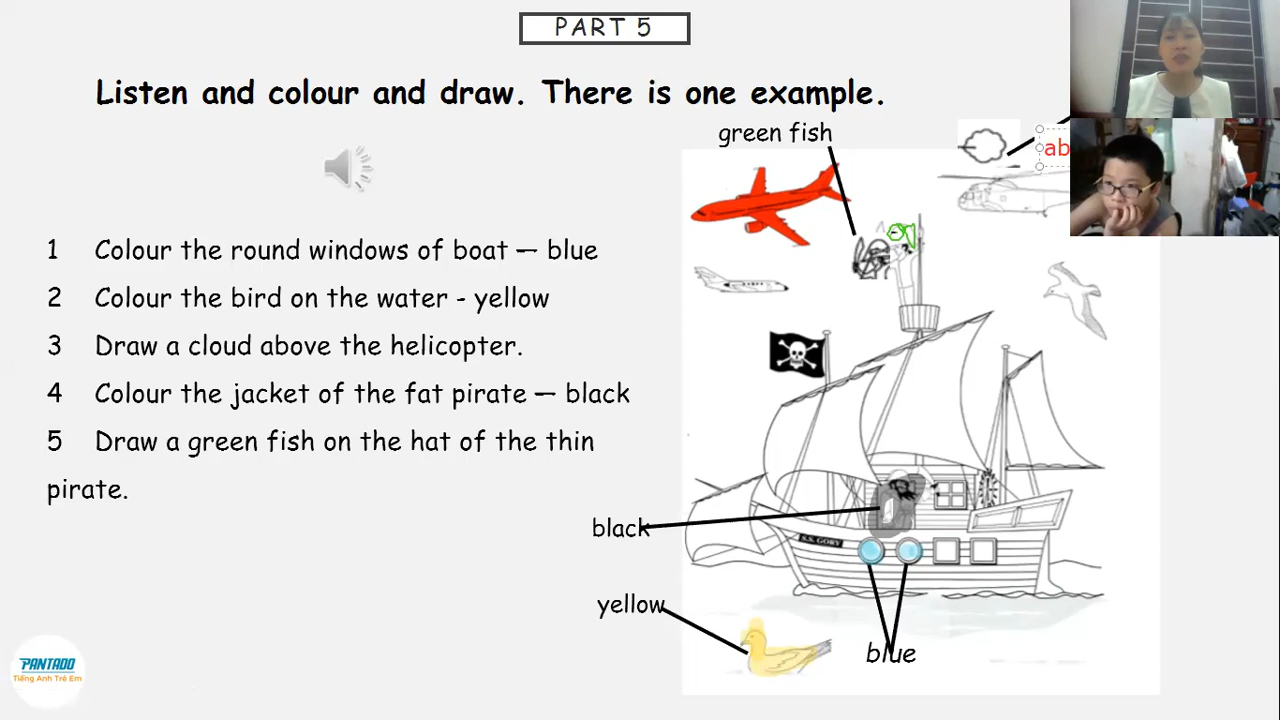 PART 5
Listen and colour and draw. There is one example.
green fish
ab
1 Colour the round windows of boat — blue
2 Colour the bird on the water - yellow
3 Draw a cloud above the helicopter.
4 Colour the jacket of the fat pirate — black
5 Draw a green fish on the hat of the thin
pirate.
black
S.S. GORY
yellow
blue
PANTADO
Tiếng Anh Trẻ Em